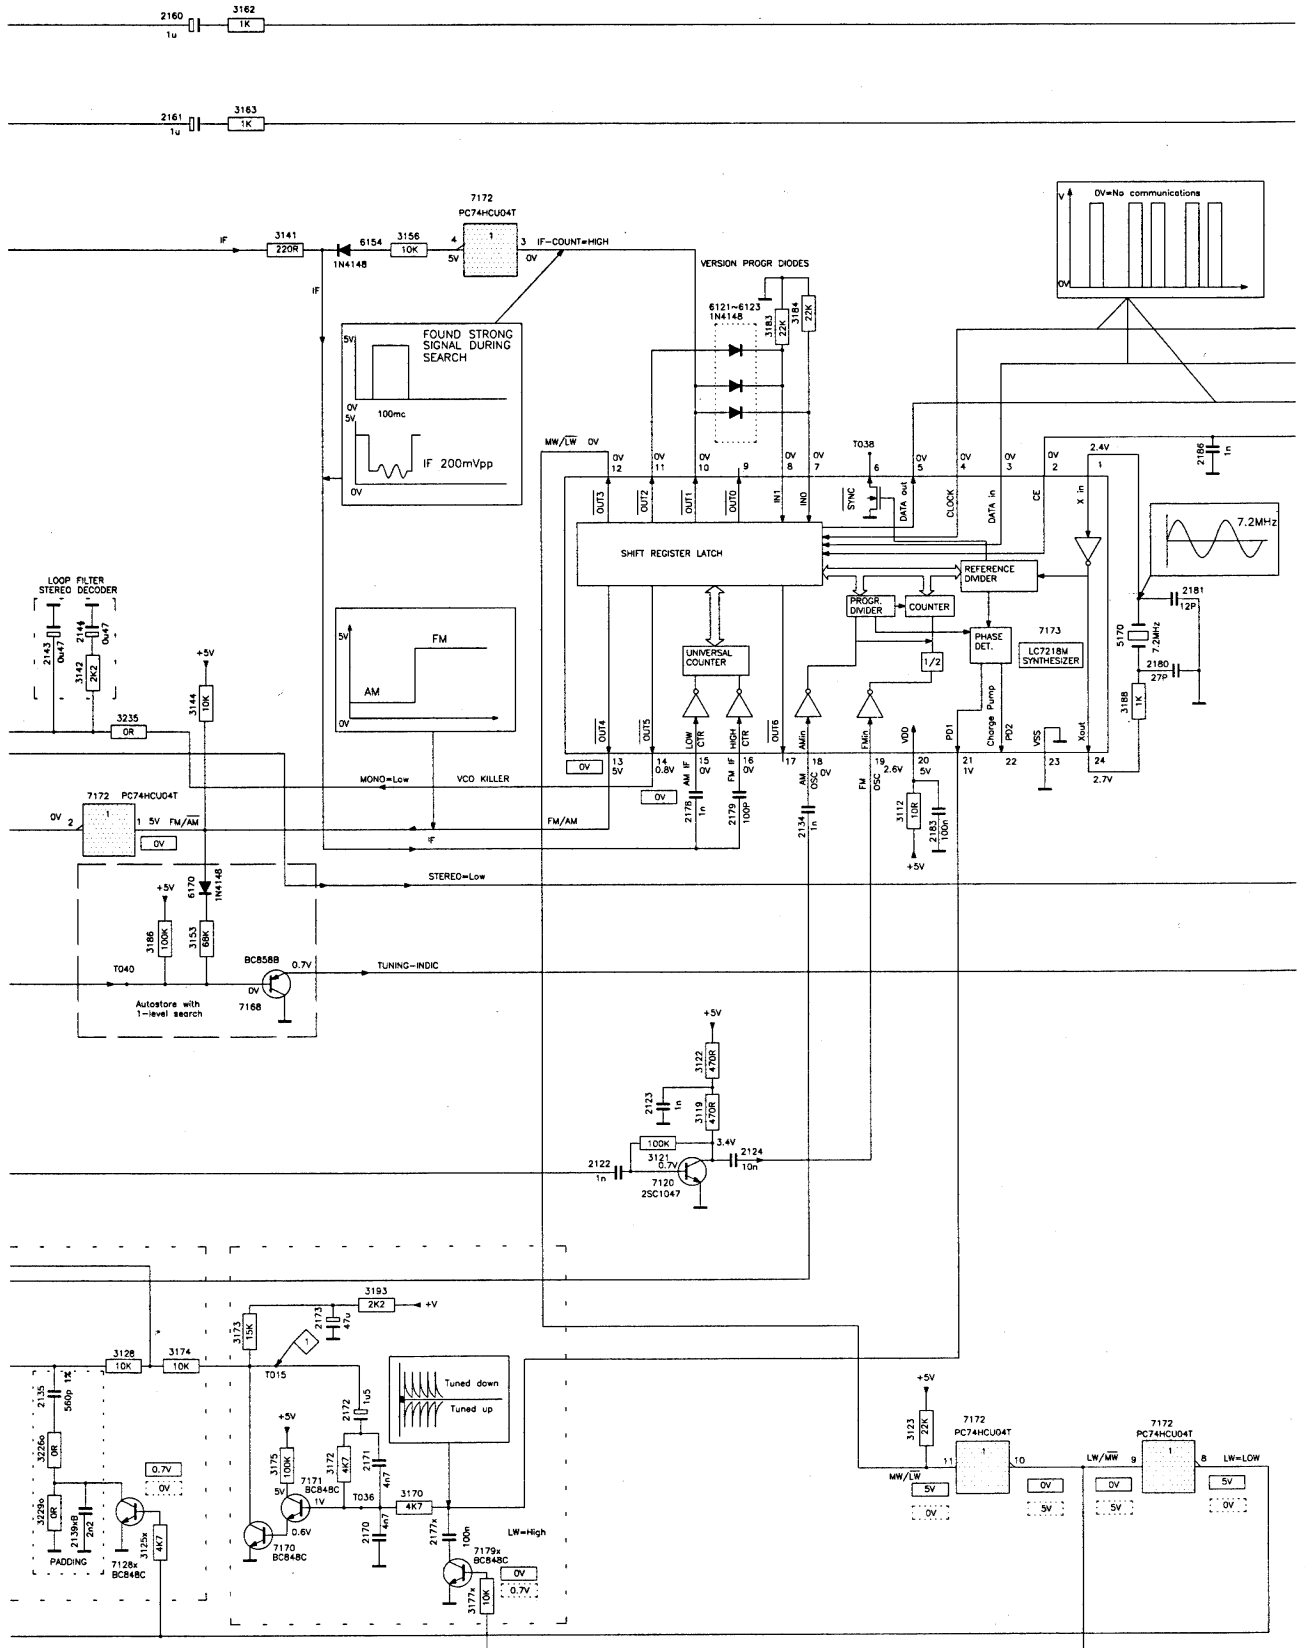 2160
1u
3162
1K
2161
1u
3163
1K
IF
3141
220R
6154
1N4148
3156
10K
7172
PC74HCU04T
4
1
3
5V
0V
IF-COUNT=HIGH
IF
FOUND STRONG
SIGNAL DURING
SEARCH
5V
0V
100mc
5V
IF 200mVpp
0V
VERSION PROGR DIODES
6121~6123
1N4148
3183
22K
3184
22K
V
0V=No communications
0V
MW/LW 0V
12
0V
11
0V
10
0V
9
0V
8
0V
7
T038
6
0V
5
0V
4
0V
3
0V
2
2.4V
1
2186
1n
OUT3
OUT2
OUT1
OUT0
IN1
IN0
SYNC
DATA out
CLOCK
DATA in
CE
X in
7.2MHz
SHIFT REGISTER LATCH
REFERENCE
DIVIDER
PROGR.
DIVIDER
COUNTER
PHASE
DET.
7173
LC7218M
SYNTHESIZER
UNIVERSAL
COUNTER
1/2
2181
12P
5170
7.2MHz
2180
27P
3188
1K
LOOP FILTER
STEREO DECODER
2143
0u47
2144
0u47
3142
2K2
+5V
3144
10K
3235
0R
5V
FM
AM
0V
OUT4
OUT5
LOW
CTR
HIGH
CTR
OUT6
AMin
FMin
VDD
PD1
Charge Pump
PD2
VSS
Xout
0V
13
5V
14
0.8V
0V
15
0V
AM IF
16
0V
FM IF
17
18
0V
AM
OSC
19
2.6V
FM
OSC
20
5V
21
1V
22
23
24
2.7V
2178
1n
2179
100P
2134
1n
3112
10R
2183
100n
+5V
MONO=Low
VCO KILLER
7172 PC74HCU04T
0V 2
1
1 5V
FM/AM
0V
FM/AM
IF
STEREO=Low
+5V
6170
1N4148
3186
100K
3153
68K
BC858B
0.7V
TUNING-INDIC
T040
0V
7168
Autostore with
1-level search
+5V
3122
470R
2123
1n
3119
470R
100K
3121
3.4V
2124
10n
2122
1n
0.7V
7120
2SC1047
3193
2K2
+V
2173
47u
3173
15K
1
T015
3128
10K
3174
10K
2135
560p 1%
3226o
0R
3229o
0R
2139xB
2n2
PADDING
0.7V
0V
7128x
BC848C
3125x
4K7
2172
1u5
Tuned down
Tuned up
+5V
3175
100K
3172
4K7
2171
4n7
7171
BC848C
5V
1V
T036
3170
4K7
0.6V
7170
BC848C
2170
4n7
2177x
100n
LW=High
7179x
BC848C
3177x
10K
0V
0.7V
+5V
3123
22K
7172
PC74HCU04T
11
1
10
MW/LW
5V
0V
0V
5V
7172
PC74HCU04T
LW/MW
9
1
8
LW=LOW
0V
5V
5V
0V